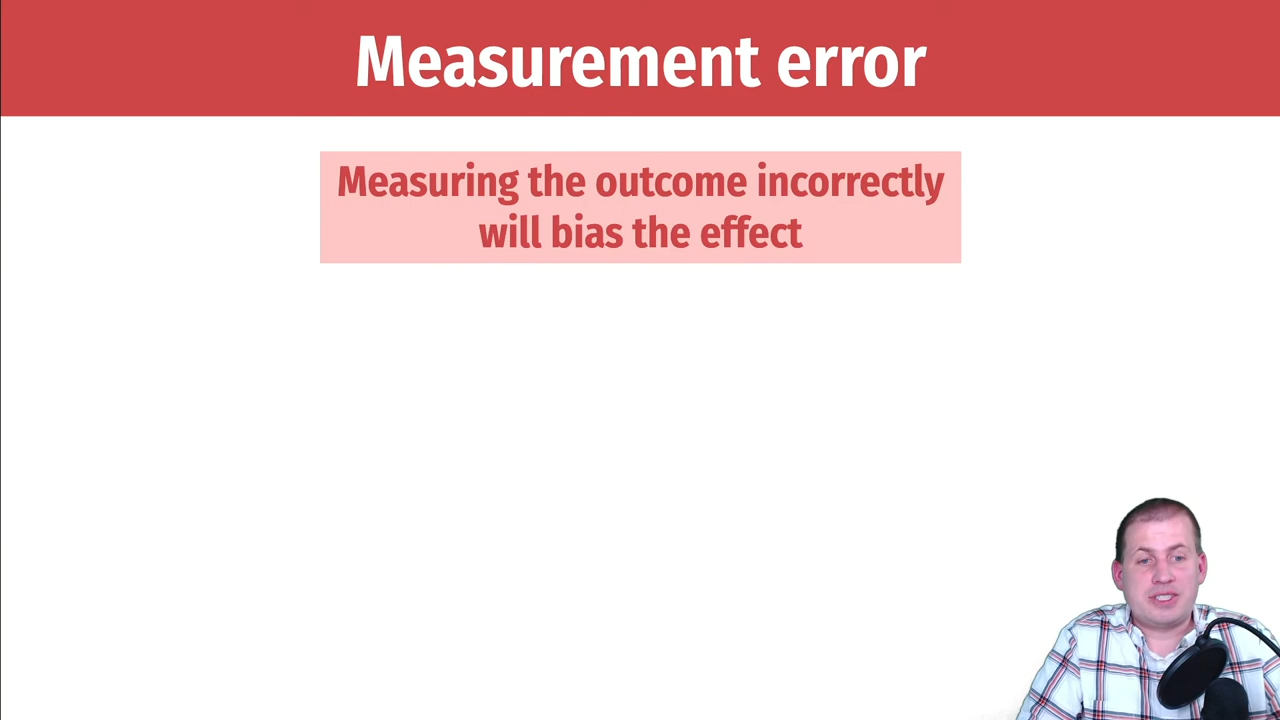 Measurement error
Measuring the outcome incorrectly
will bias the effect